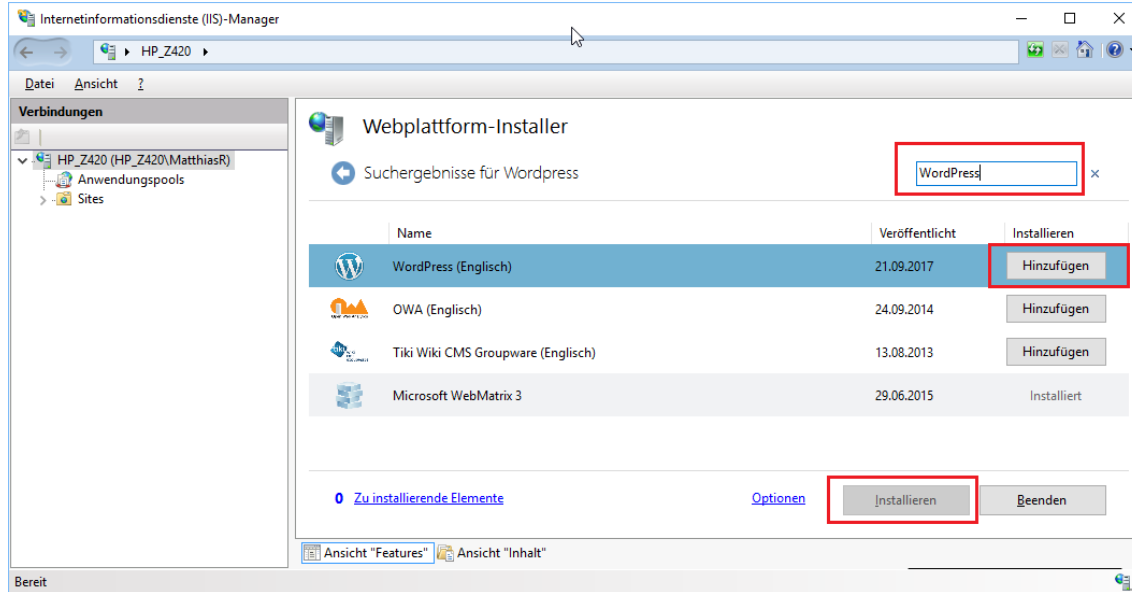 Internetinformationsdienste (IIS)-Manager
HP_Z420
Datei Ansicht ?
Verbindungen
HP_Z420 (HP_Z420\MatthiasR)
Anwendungspools
Sites
Webplattform-Installer
Suchergebnisse für Wordpress
WordPress
Name Veröffentlicht Installieren
WordPress (Englisch) 21.09.2017 Hinzufügen
OWA (Englisch) 24.09.2014 Hinzufügen
Tiki Wiki CMS Groupware (Englisch) 13.08.2013 Hinzufügen
Microsoft WebMatrix 3 29.06.2015 Installiert
0 Zu installierende Elemente Optionen Installieren Beenden
Ansicht "Features" Ansicht "Inhalt"
Bereit